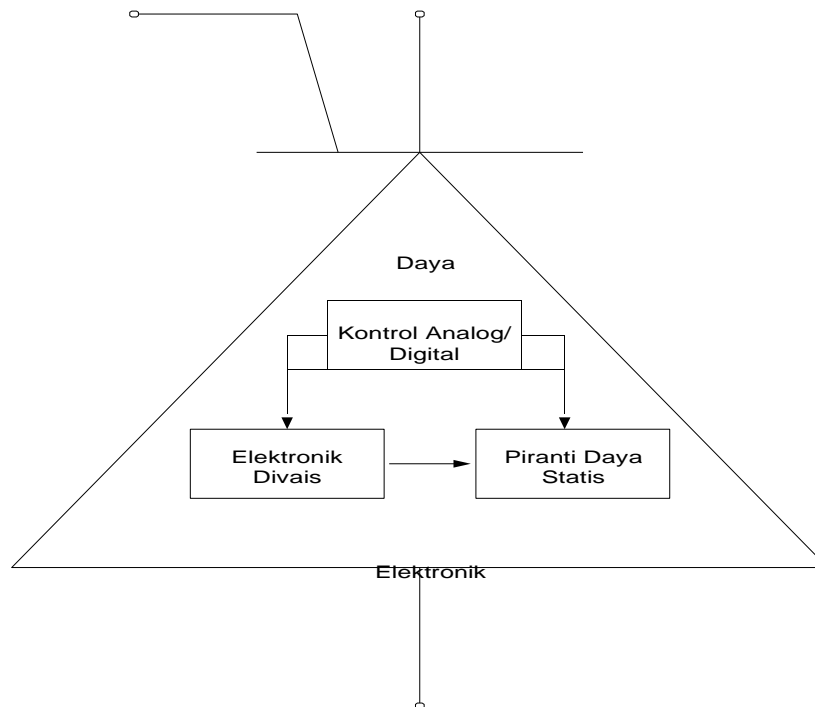 Daya
Kontrol Analog/
Digital
Elektronik
Divais
Piranti Daya
Statis
Elektronik